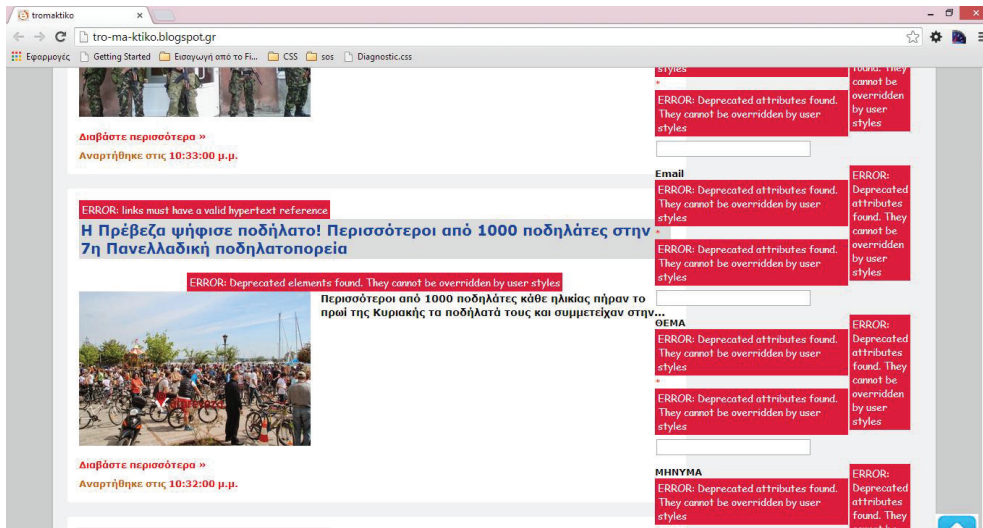 tromaktiko
tro-ma-ktiko.blogspot.gr
Εφαρμογές Getting Started Εισαγωγή από το Fi... CSS sos Diagnostic.css
Διαβάστε περισσότερα »
Αναρτήθηκε στις 10:33:00 μ.μ.
ERROR: links must have a valid hypertext reference
Η Πρέβεζα ψήφισε ποδήλατο! Περισσότεροι από 1000 ποδηλάτες στην
7η Πανελλαδική ποδηλατοπορεία
ERROR: Deprecated elements found. They cannot be overridden by user styles
Περισσότεροι από 1000 ποδηλάτες κάθε ηλικίας πήραν το
πρωί της Κυριακής τα ποδήλατά τους και συμμετείχαν στην...
Διαβάστε περισσότερα »
Αναρτήθηκε στις 10:32:00 μ.μ.
styles
*
ERROR: Deprecated attributes found.
They cannot be overridden by user
styles
found. They
cannot be
overridden
by user
styles
Email
ERROR: Deprecated attributes found.
They cannot be overridden by user
styles
*
ERROR: Deprecated attributes found.
They cannot be overridden by user
styles
ERROR:
Deprecated
attributes
found. They
cannot be
overridden
by user
styles
ΘΕΜΑ
ERROR: Deprecated attributes found.
They cannot be overridden by user
styles
*
ERROR: Deprecated attributes found.
They cannot be overridden by user
styles
ERROR:
Deprecated
attributes
found. They
cannot be
overridden
by user
styles
ΜΗΝΥΜΑ
ERROR: Deprecated attributes found.
They cannot be overridden by user
styles
ERROR:
Deprecated
attributes
found. They